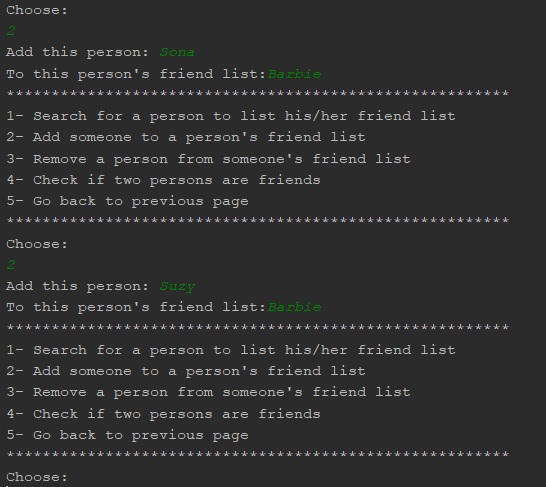 Choose:
2
Add this person: Sona
To this person's friend list:Barbie
********************************************************
1- Search for a person to list his/her friend list
2- Add someone to a person's friend list
3- Remove a person from someone's friend list
4- Check if two persons are friends
5- Go back to previous page
********************************************************
Choose:
2
Add this person: Suzy
To this person's friend list:Barbie
********************************************************
1- Search for a person to list his/her friend list
2- Add someone to a person's friend list
3- Remove a person from someone's friend list
4- Check if two persons are friends
5- Go back to previous page
********************************************************
Choose: